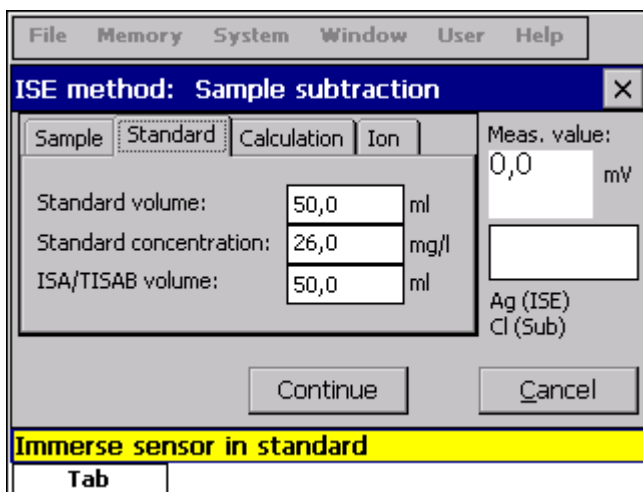 File Memory System Window User Help
ISE method: Sample subtraction
Sample Standard Calculation Ion
Meas. value:
0,0 mV
Standard volume: 50,0 ml
Standard concentration: 26,0 mg/l
ISA/TISAB volume: 50,0 ml
Ag (ISE)
Cl (Sub)
Continue Cancel
Immerse sensor in standard
Tab